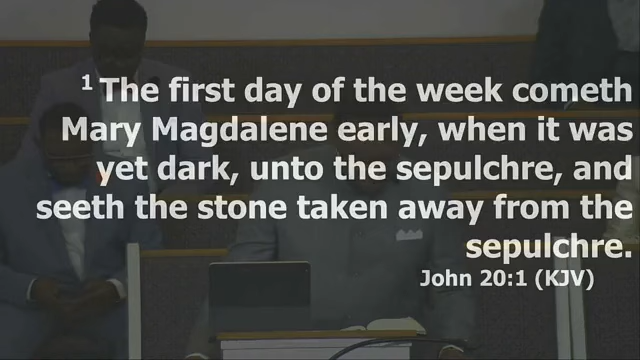 1 The first day of the week cometh
Mary Magdalene early, when it was
yet dark, unto the sepulchre, and
seeth the stone taken away from the
sepulchre.
John 20:1 (KJV)